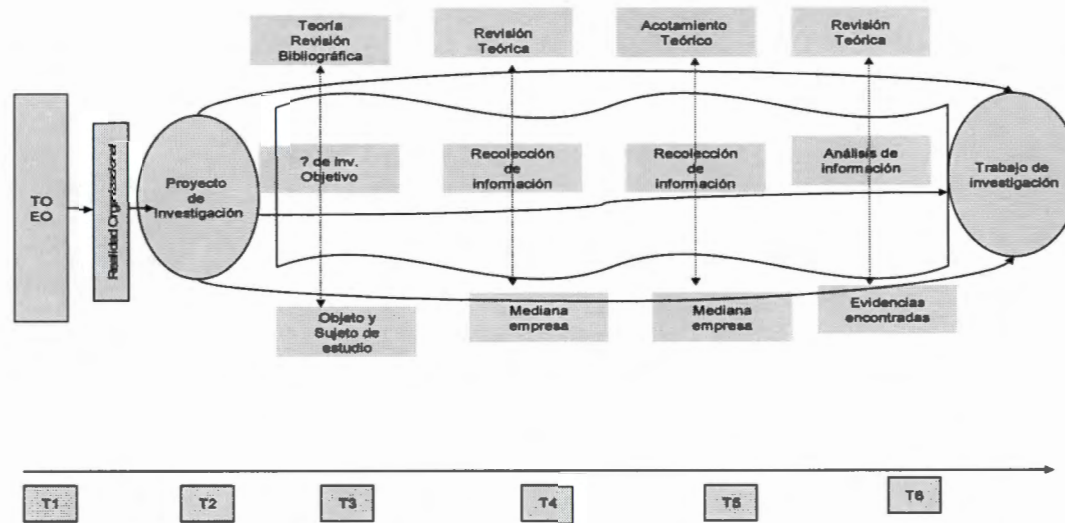 Teoría
Revisión
Bibliográfica
Revisión
Teórica
Acotamiento
Teórico
Revisión
Teórica
TO
EO
Realidad Organizacional
Proyecto
de
Investigación
? de Inv.
Objetivo
Recolección
de
información
Recolección
de
información
Análisis de
información
Trabajo de
investigación
Objeto y
Sujeto de
estudio
Mediana
empresa
Mediana
empresa
Evidencias
encontradas
T1
T2
T3
T4
T5
T6